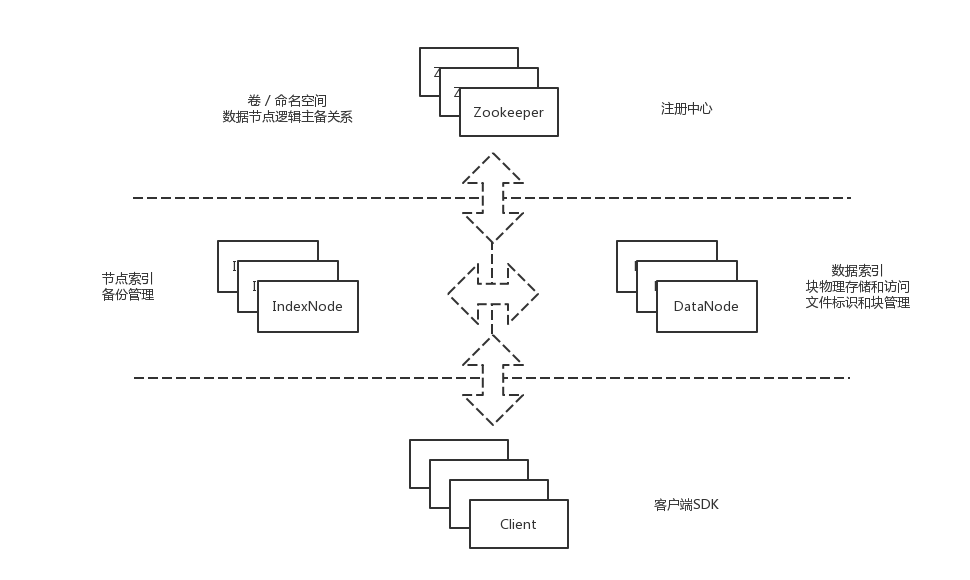 卷 / 命名空间
数据节点逻辑主备关系
Zookeeper
注册中心
节点索引
备份管理
IndexNode
DataNode
数据索引
块物理存储和访问
文件标识和块管理
Client
客户端SDK